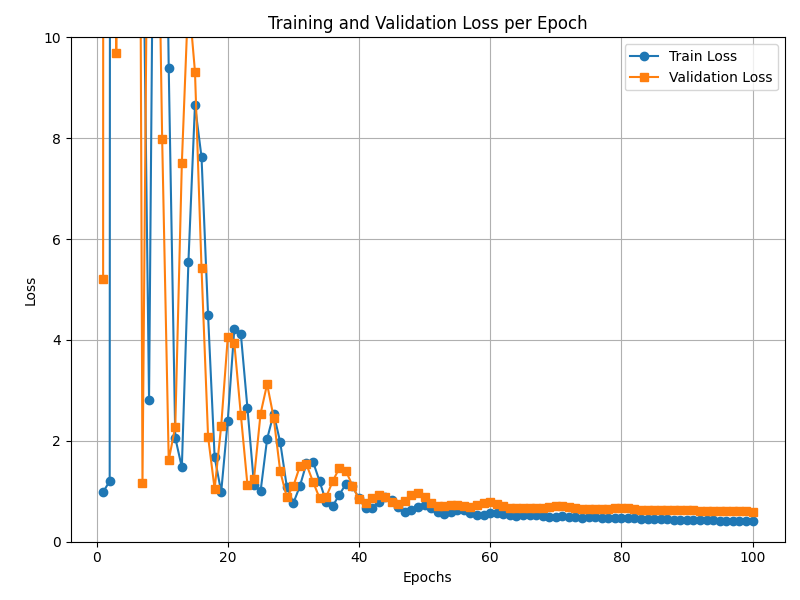 Training and Validation Loss per Epoch
Train Loss
Validation Loss
10
8
6
4
2
0
Loss
0 20 40 60 80 100
Epochs